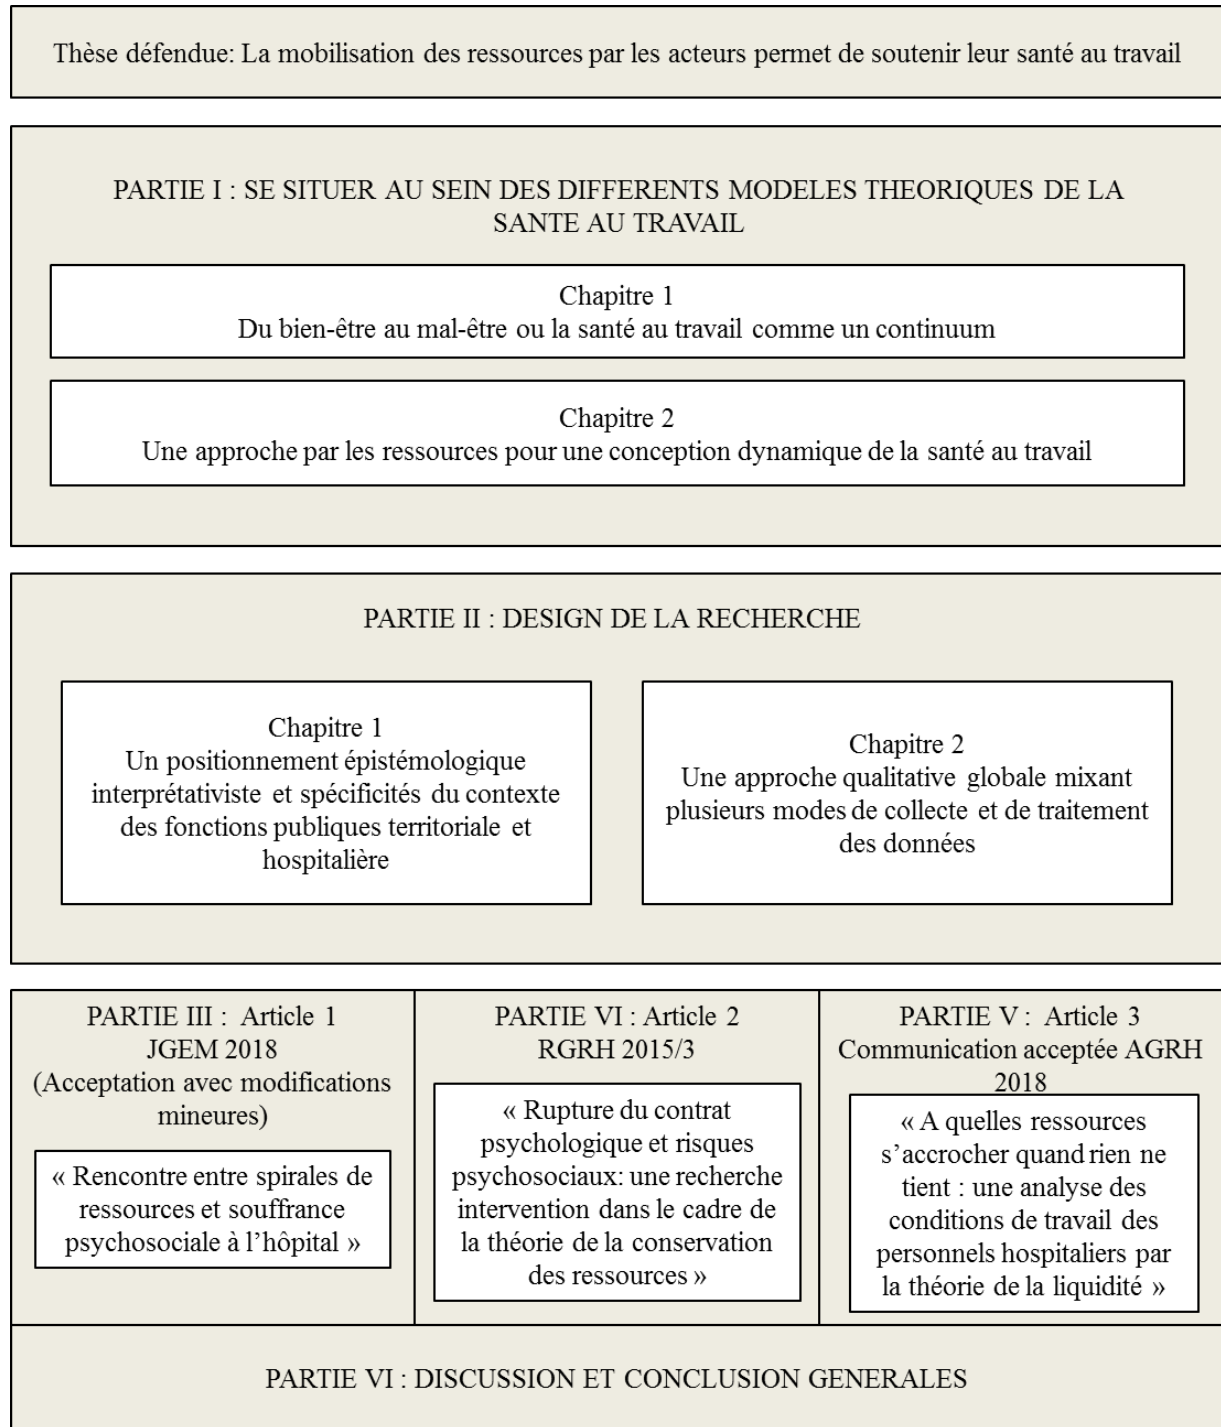 Thèse défendue: La mobilisation des ressources par les acteurs permet de soutenir leur santé au travail
PARTIE I : SE SITUER AU SEIN DES DIFFERENTS MODELES THEORIQUES DE LA
SANTE AU TRAVAIL
Chapitre 1
Du bien-être au mal-être ou la santé au travail comme un continuum
Chapitre 2
Une approche par les ressources pour une conception dynamique de la santé au travail
PARTIE II : DESIGN DE LA RECHERCHE
Chapitre 1
Un positionnement épistémologique
interprétativiste et spécificités du contexte
des fonctions publiques territoriale et
hospitalière
Chapitre 2
Une approche qualitative globale mixant
plusieurs modes de collecte et de traitement
des données
PARTIE III : Article 1
JGEM 2018
(Acceptation avec modifications
mineures)
« Rencontre entre spirales de
ressources et souffrance
psychosociale à l’hôpital »
PARTIE VI : Article 2
RGRH 2015/3
« Rupture du contrat
psychologique et risques
psychosociaux: une recherche
intervention dans le cadre de
la théorie de la conservation
des ressources »
PARTIE V : Article 3
Communication acceptée AGRH
2018
« A quelles ressources
s’accrocher quand rien ne
tient : une analyse des
conditions de travail des
personnels hospitaliers par
la théorie de la liquidité »
PARTIE VI : DISCUSSION ET CONCLUSION GENERALES